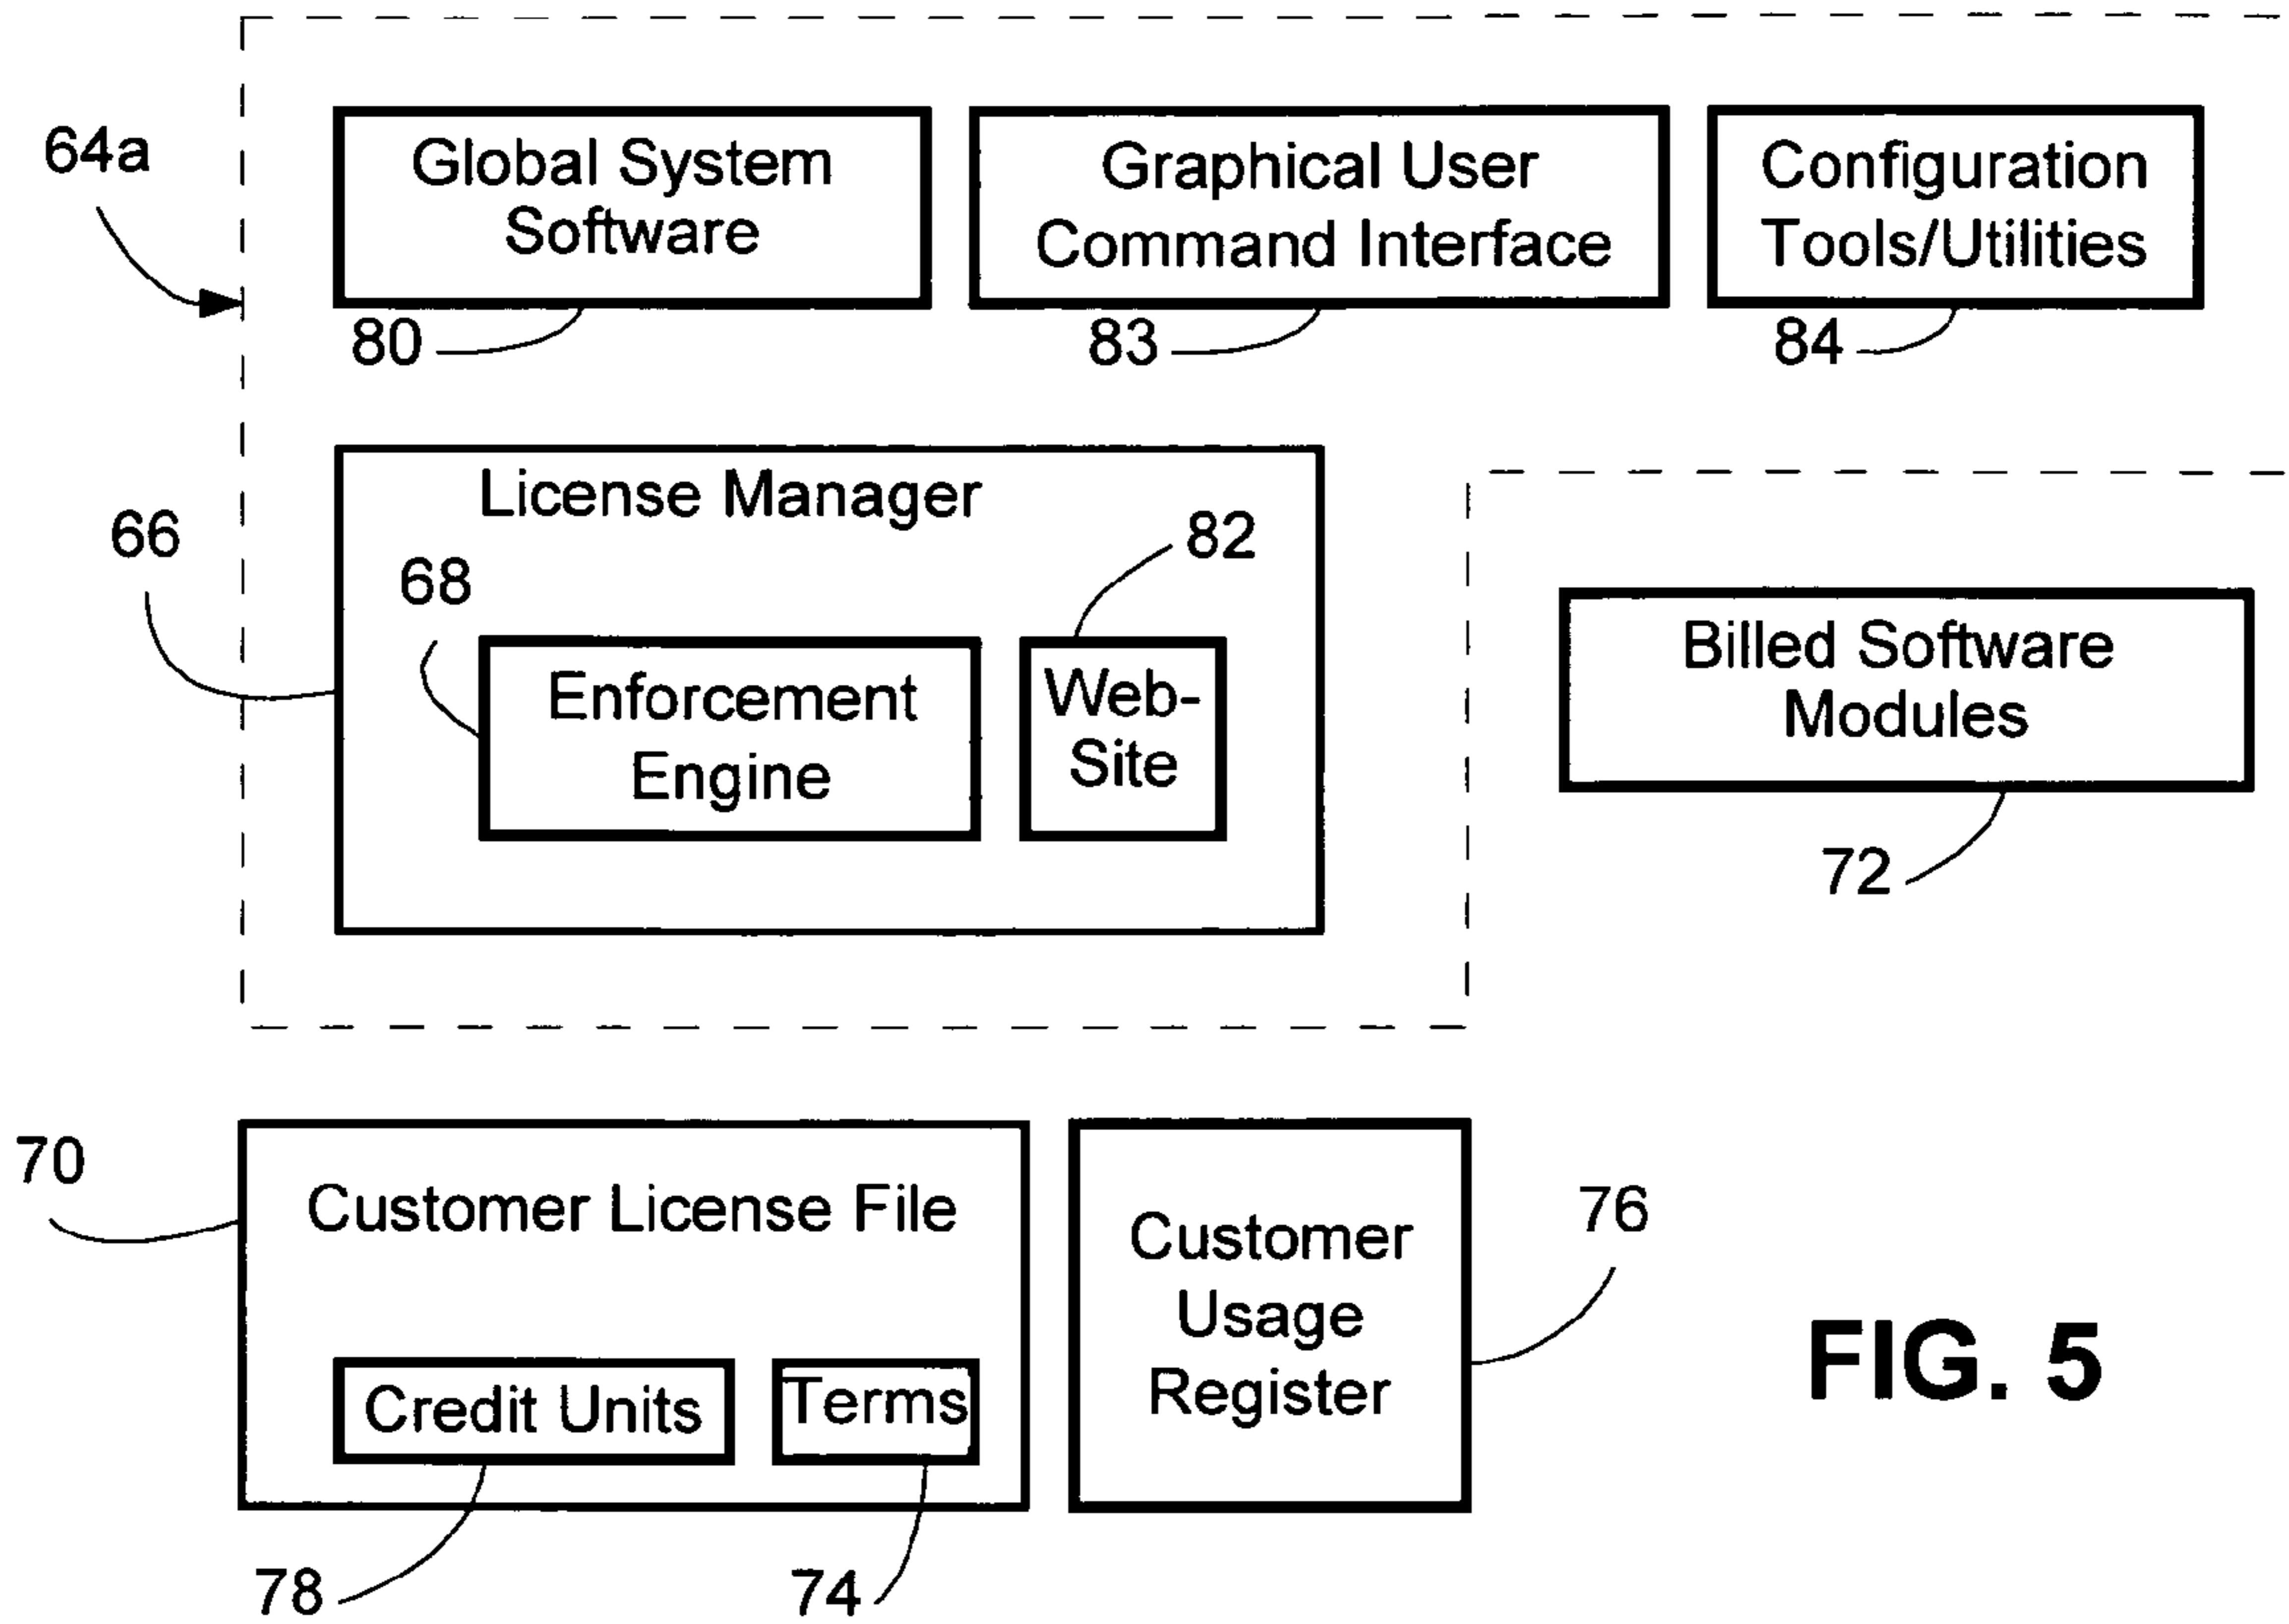 64a
Global System
Software
80
Graphical User
Command Interface
83
Configuration
Tools/Utilities
84
License Manager
66
68
82
Enforcement
Engine
Web-
Site
Billed Software
Modules
72
70
Customer License File
Credit Units
Terms
78
74
Customer
Usage
Register
76
FIG. 5